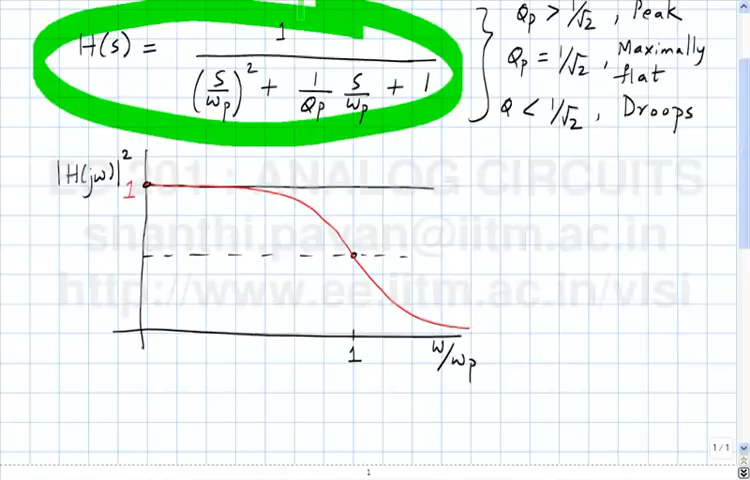 H(s) = 1 / ((s/ωp)² + 1/Qp s/ωp + 1)
Qp > 1/√2 , Peak
Qp = 1/√2 , Maximally flat
Q < 1/√2 , Droops
|H(jω)|²
1
: ANALOG CIRCUITS
shanthi.pavan@iitm.ac.in
http://www.ee.iitm.ac.in/vlsi
1
ω/ωp
1/1
1